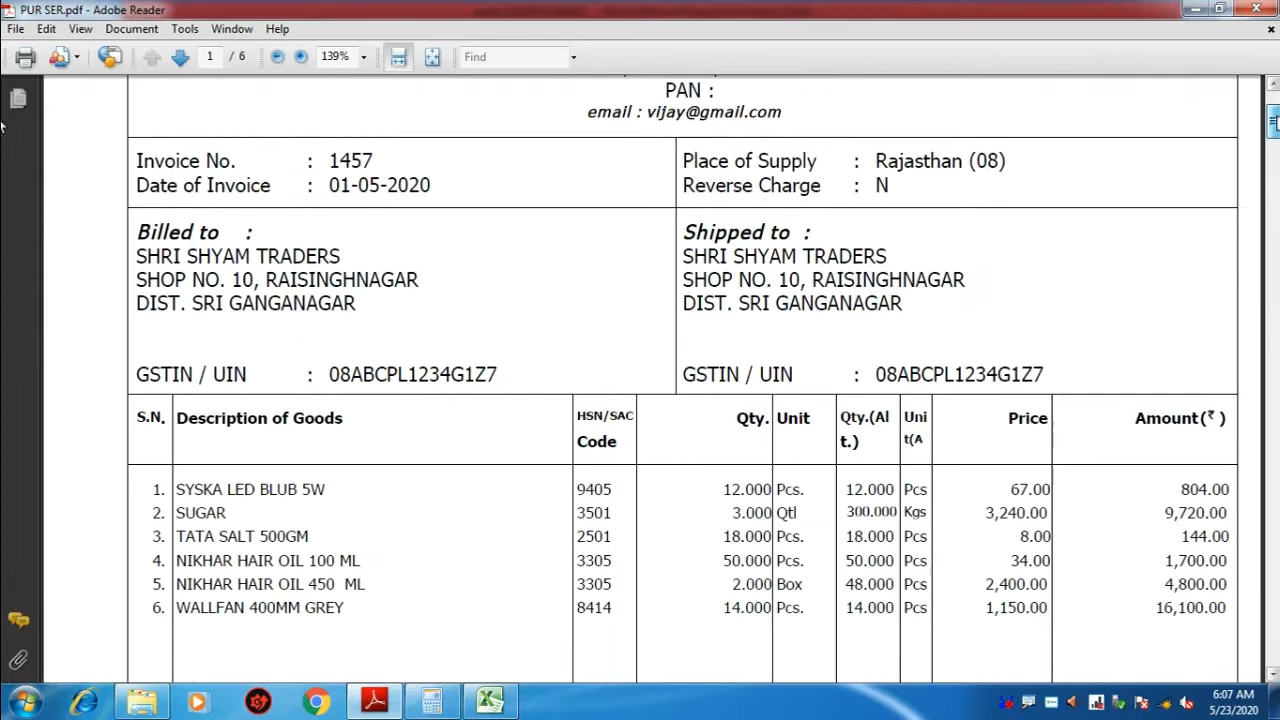 PUR SER.pdf - Adobe Reader
File Edit View Document Tools Window Help
1 / 6 139% Find
PAN :
email : vijay@gmail.com
Invoice No. : 1457 Place of Supply : Rajasthan (08)
Date of Invoice : 01-05-2020 Reverse Charge : N
Billed to : Shipped to :
SHRI SHYAM TRADERS SHRI SHYAM TRADERS
SHOP NO. 10, RAISINGHNAGAR SHOP NO. 10, RAISINGHNAGAR
DIST. SRI GANGANAGAR DIST. SRI GANGANAGAR
GSTIN / UIN : 08ABCPL1234G1Z7 GSTIN / UIN : 08ABCPL1234G1Z7
S.N. Description of Goods HSN/SAC Qty. Unit Qty.(Al Uni Price Amount(₹ )
Code t.) t(A
1. SYSKA LED BLUB 5W 9405 12.000 Pcs. 12.000 Pcs 67.00 804.00
2. SUGAR 3501 3.000 Qtl 300.000 Kgs 3,240.00 9,720.00
3. TATA SALT 500GM 2501 18.000 Pcs. 18.000 Pcs 8.00 144.00
4. NIKHAR HAIR OIL 100 ML 3305 50.000 Pcs. 50.000 Pcs 34.00 1,700.00
5. NIKHAR HAIR OIL 450 ML 3305 2.000 Box 48.000 Pcs 2,400.00 4,800.00
6. WALLFAN 400MM GREY 8414 14.000 Pcs. 14.000 Pcs 1,150.00 16,100.00
6:07 AM
5/23/2020